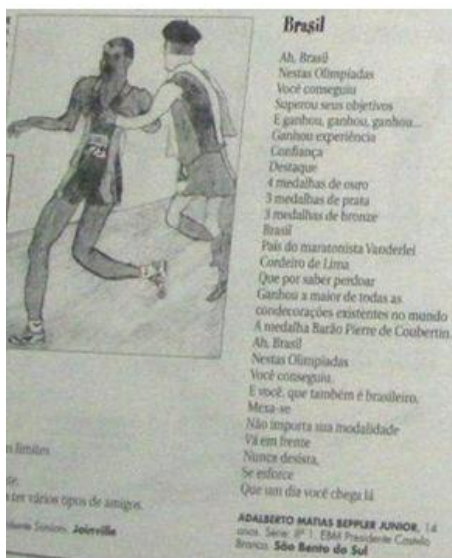 Brasil
Ah, Brasil
Nestas Olimpíadas
Você conseguiu
Superou seus objetivos
E ganhou, ganhou, ganhou...
Ganhou experiência
Confiança
Destaque
4 medalhas de ouro
3 medalhas de prata
3 medalhas de bronze
Brasil
País do maratonista Vanderlei
Cordeiro de Lima
Que por saber perdoar
Ganhou a maior de todas as
condecorações existentes no mundo
A medalha Barão Pierre de Coubertin.
Ah, Brasil
Nestas Olimpíadas
Você conseguiu.
E você, que também é brasileiro,
Mexa-se
Não importa sua modalidade
Vá em frente
Nunca desista,
Se esforce
Que um dia você chega lá
ADALBERTO MATIAS BEPPLER JUNIOR, 14
anos. Série: 8ª 1. EBM Presidente Castelo
Branco. São Bento do Sul
limites
te.
ter vários tipos de amigos.
Santos. Joinville